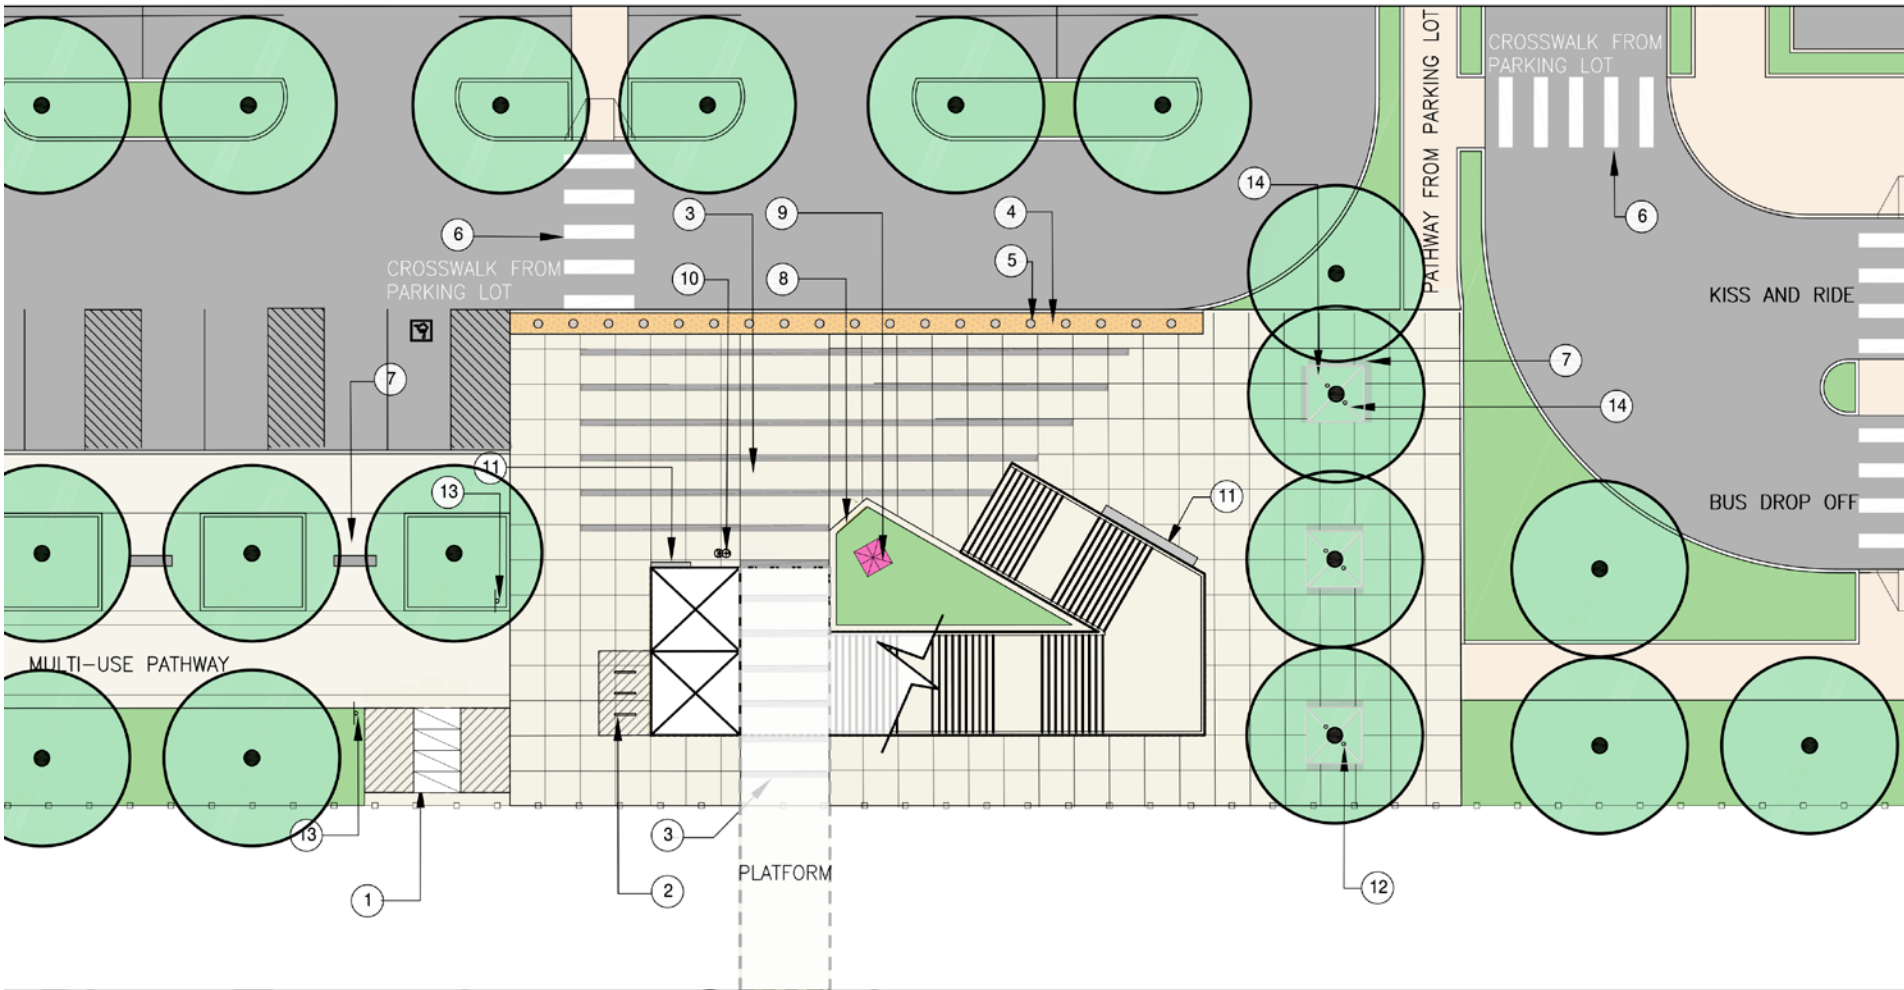 CROSSWALK FROM
PARKING LOT
PATHWAY FROM PARKING LOT
14
3
9
4
6
6
5
10
8
CROSSWALK FROM
PARKING LOT
KISS AND RIDE
7
7
14
11
13
11
BUS DROP OFF
MULTI-USE PATHWAY
13
3
PLATFORM
1
2
12